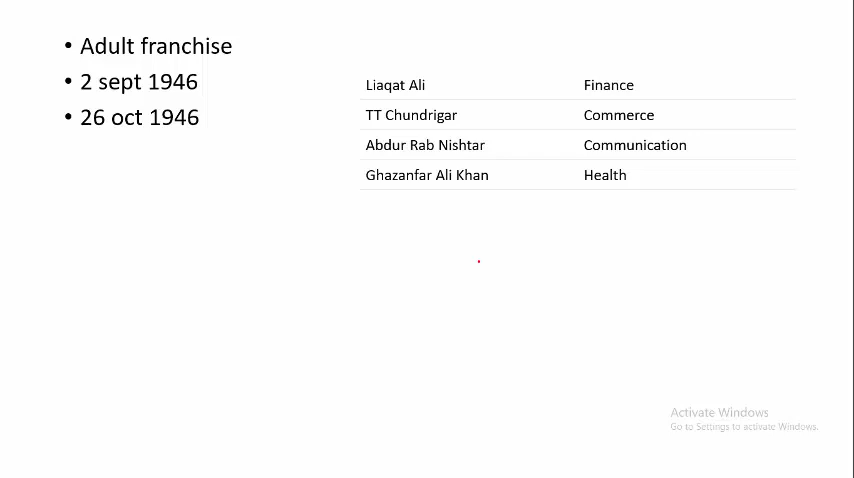 • Adult franchise
• 2 sept 1946
• 26 oct 1946
Liaqat Ali Finance
TT Chundrigar Commerce
Abdur Rab Nishtar Communication
Ghazanfar Ali Khan Health
Activate Windows
Go to Settings to activate Windows.